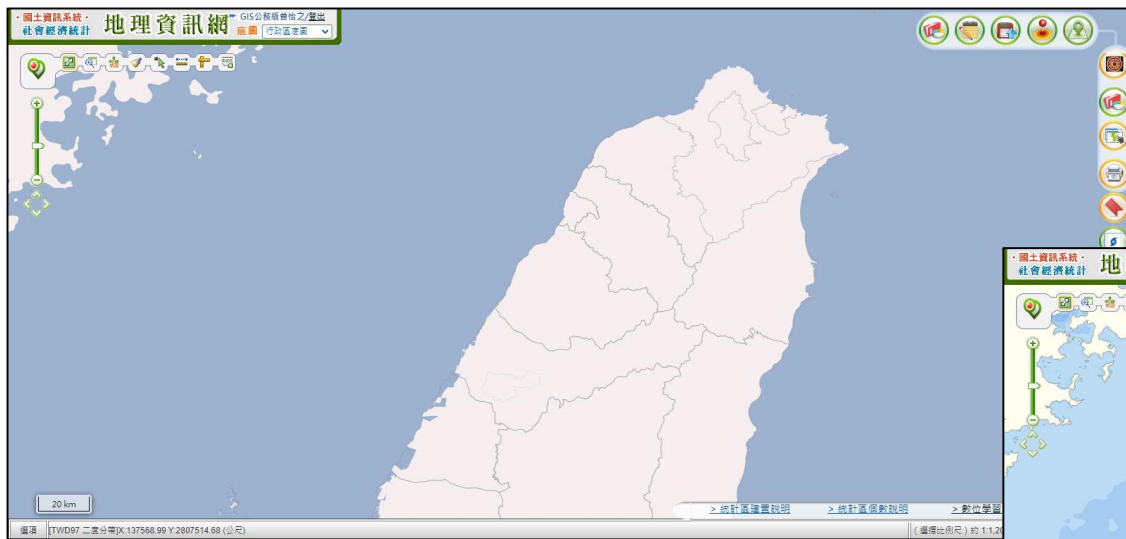 ・國土資訊系統・
社會經濟統計
地理資訊網
GIS公務版曾怡之/登出
底圖 行政區底圖
20 km
> 統計區建置說明
> 統計區個數說明
> 數位學習
選項
[TWD97 二度分帶]X:137568.99 Y:2807514.68 (公尺)
(選擇比例尺) 約 1:1,20
・國土資訊系統・
社會經濟統計
地